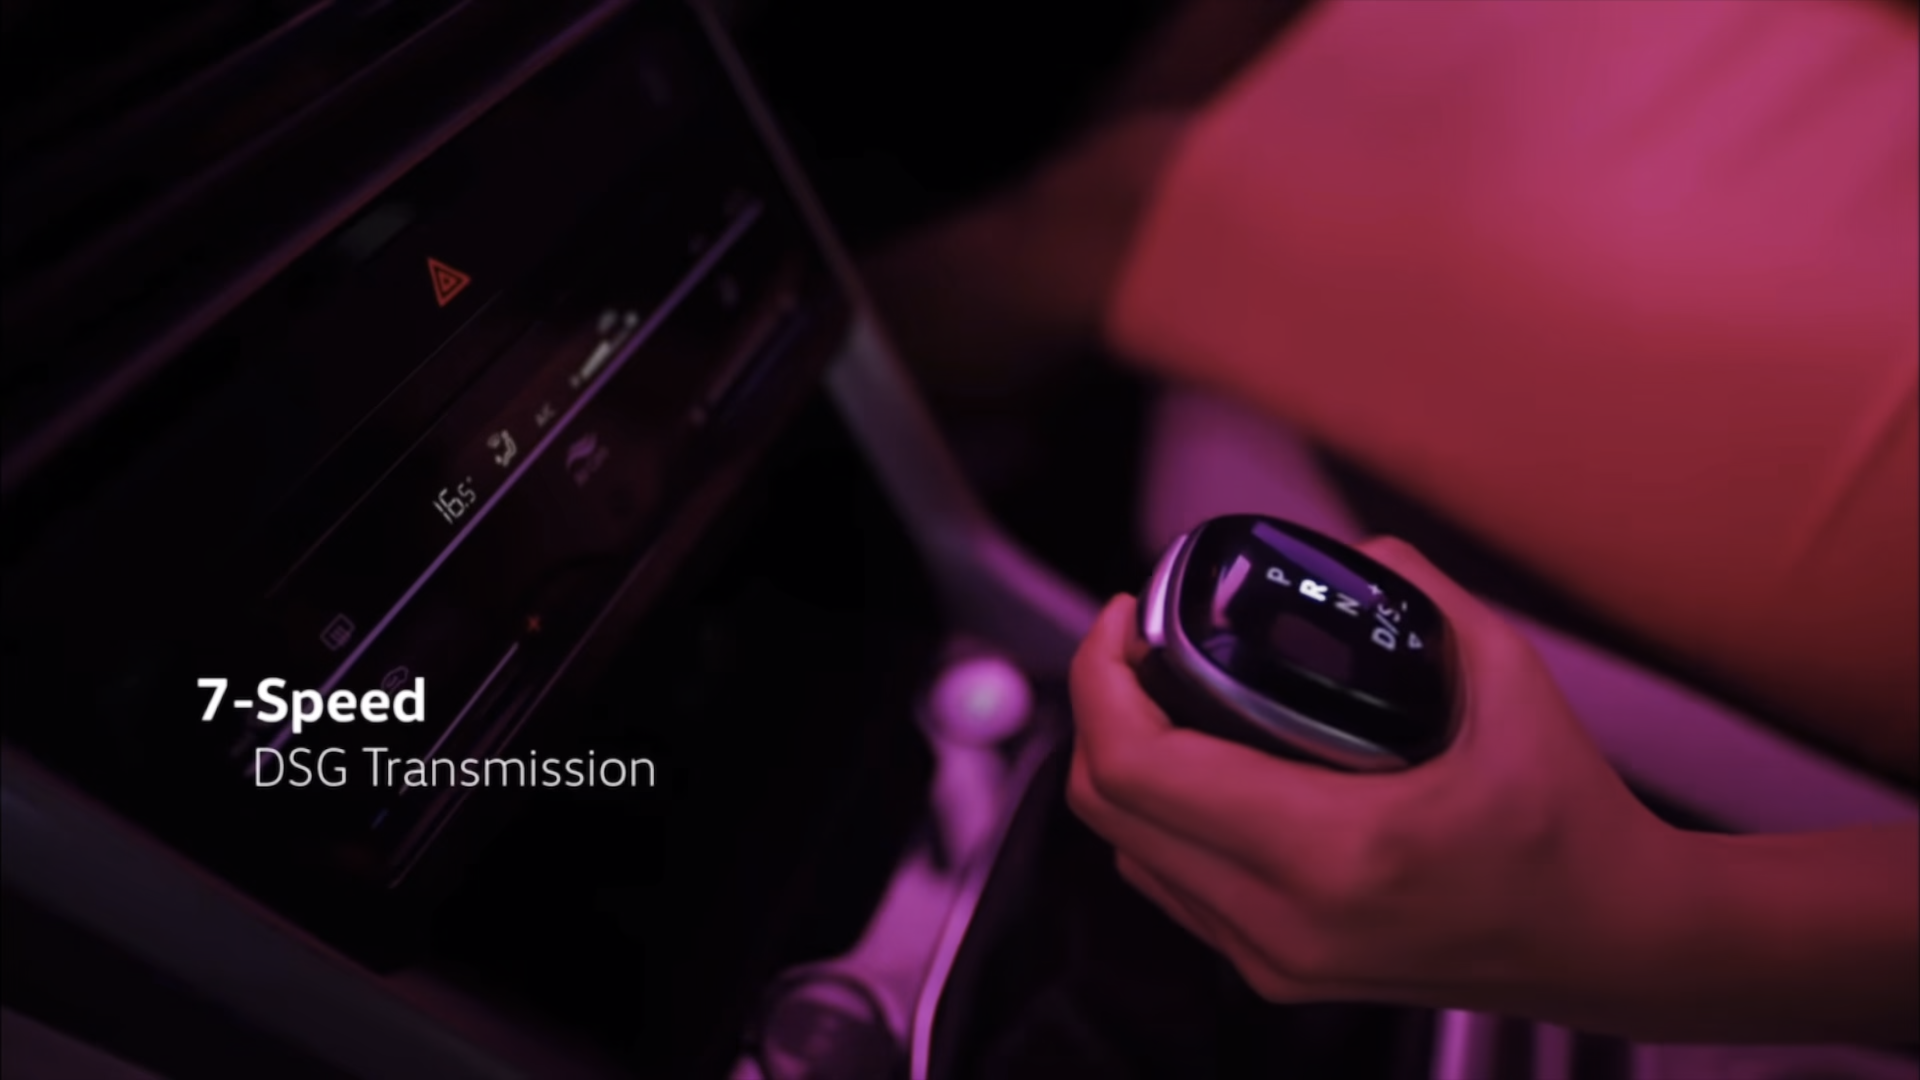 7-Speed
DSG Transmission
16.5°
A/C
P
R
N
D/S
+
-